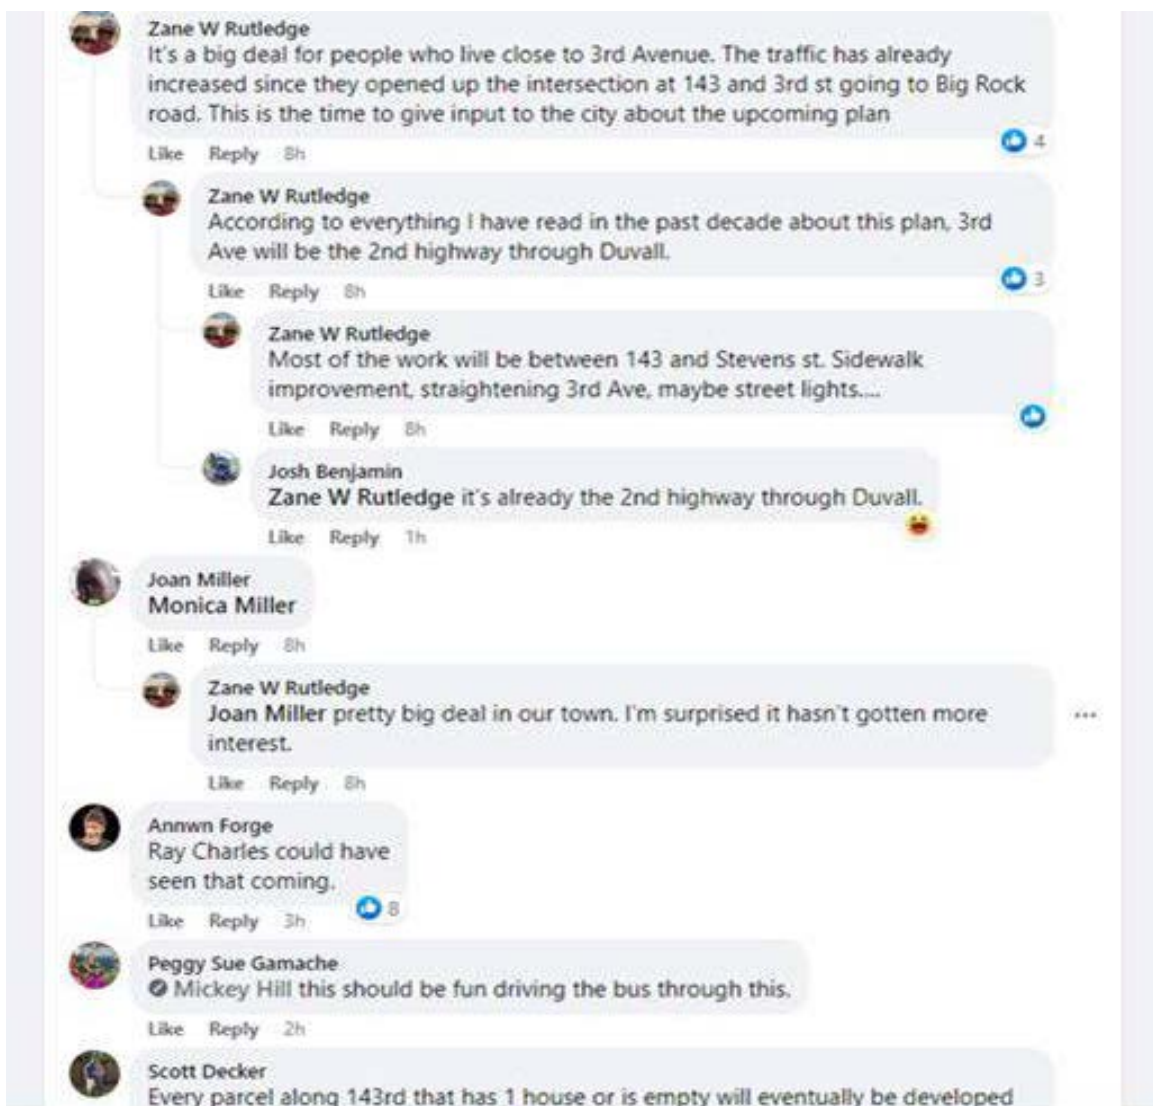 Zane W Rutledge
It's a big deal for people who live close to 3rd Avenue. The traffic has already
increased since they opened up the intersection at 143 and 3rd st going to Big Rock
road. This is the time to give input to the city about the upcoming plan
4
Like Reply 8h
Zane W Rutledge
According to everything I have read in the past decade about this plan, 3rd
Ave will be the 2nd highway through Duvall.
3
Like Reply 8h
Zane W Rutledge
Most of the work will be between 143 and Stevens st. Sidewalk
improvement, straightening 3rd Ave, maybe street lights....
Like Reply 8h
Josh Benjamin
Zane W Rutledge it's already the 2nd highway through Duvall.
Like Reply 1h
Joan Miller
Monica Miller
Like Reply 8h
Zane W Rutledge
Joan Miller pretty big deal in our town. I'm surprised it hasn't gotten more
interest.
Like Reply 8h
Annwn Forge
Ray Charles could have
seen that coming.
8
Like Reply 3h
Peggy Sue Gamache
Mickey Hill this should be fun driving the bus through this.
Like Reply 2h
Scott Decker
Every parcel along 143rd that has 1 house or is empty will eventually be developed